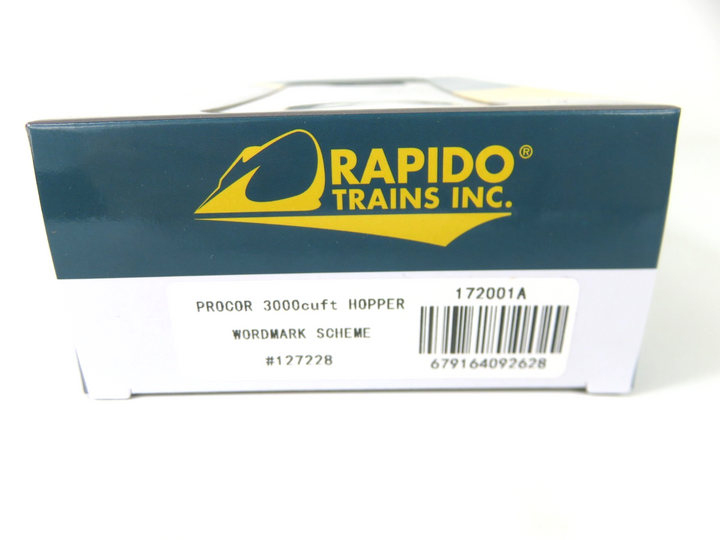 RAPIDO®
TRAINS INC.
PROCOR 3000cuft HOPPER
WORDMARK SCHEME
#127228
172001A
679164092628